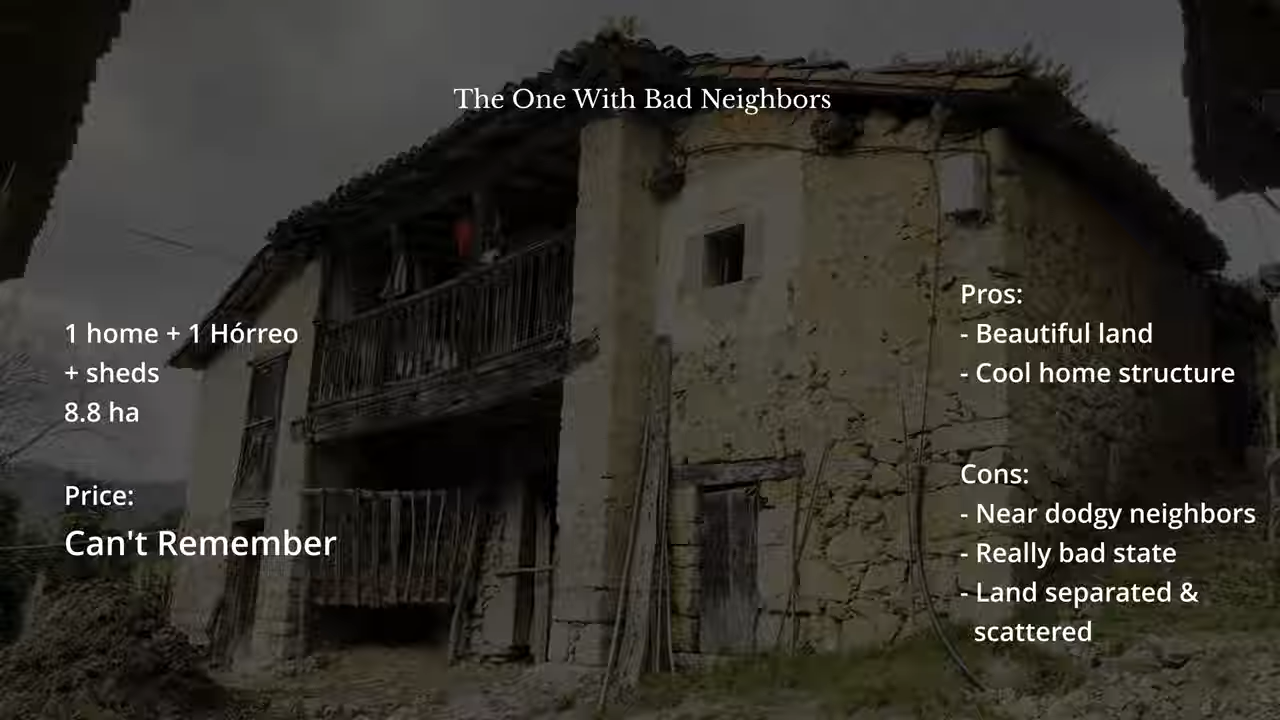 The One With Bad Neighbors
1 home + 1 Hórreo
+ sheds
8.8 ha
Price:
Can't Remember
Pros:
- Beautiful land
- Cool home structure
Cons:
- Near dodgy neighbors
- Really bad state
- Land separated &
scattered